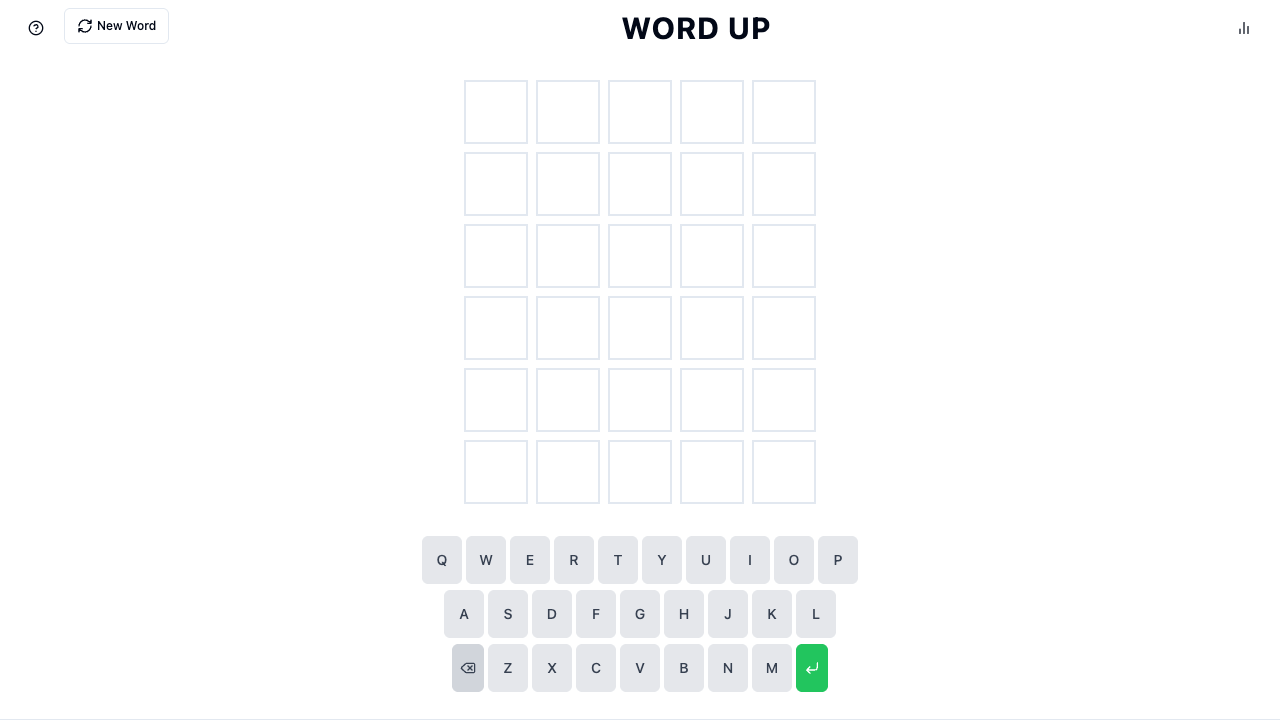 New Word
WORD UP
Q W E R T Y U I O P
A S D F G H J K L
Z X C V B N M